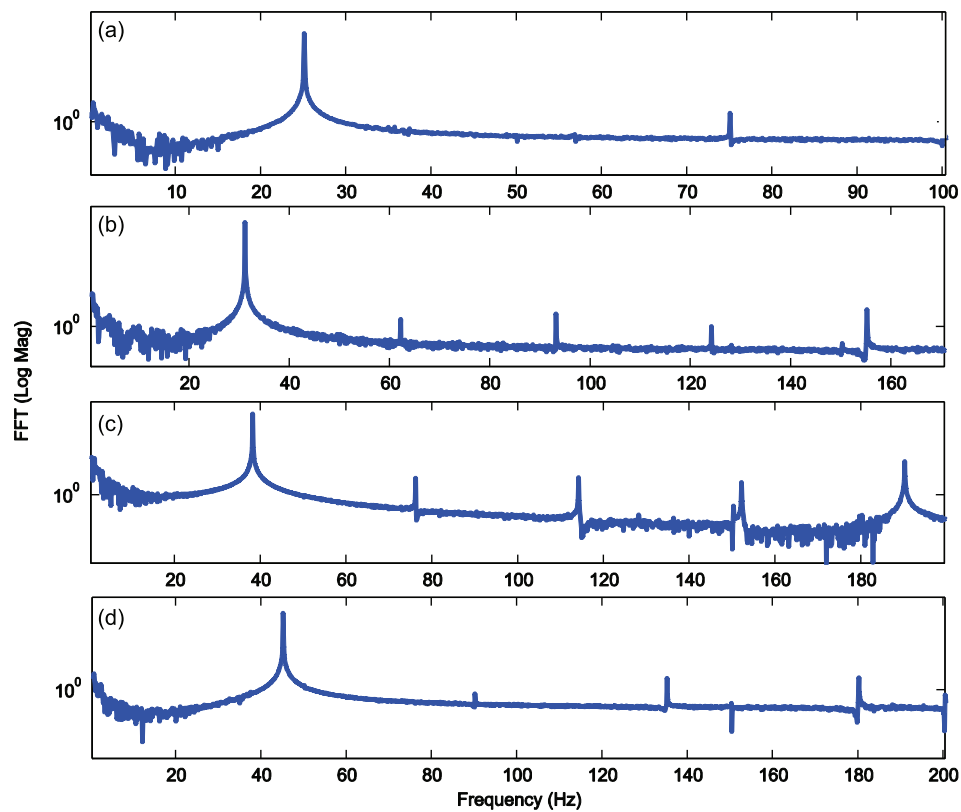 (a)
10^0
10 20 30 40 50 60 70 80 90 100
(b)
10^0
20 40 60 80 100 120 140 160
FFT (Log Mag)
(c)
10^0
20 40 60 80 100 120 140 160 180
(d)
10^0
20 40 60 80 100 120 140 160 180 200
Frequency (Hz)